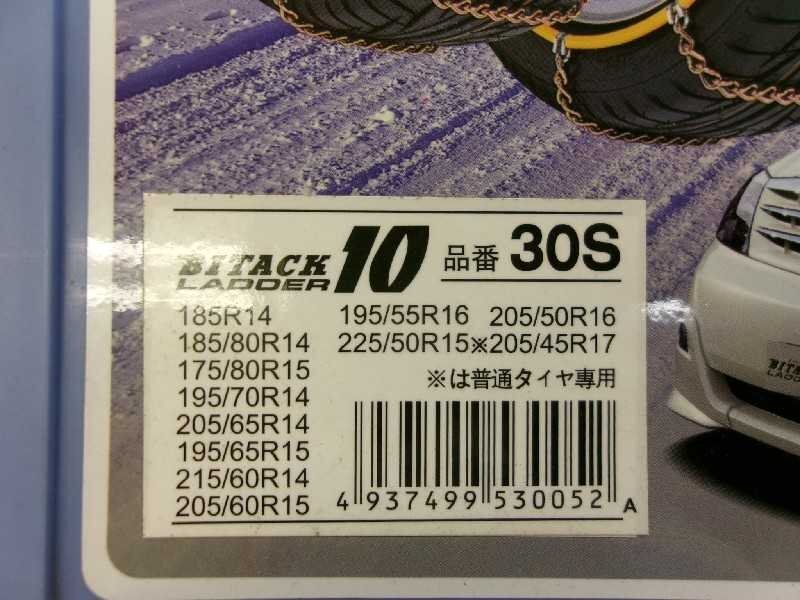 BITACK LADDER 10 品番 30S
185R14 195/55R16 205/50R16
185/80R14 225/50R15 ※205/45R17
175/80R15 ※は普通タイヤ専用
195/70R14
205/65R14
195/65R15
215/60R14
205/60R15
4 937499 530052 A
BITACK
LADDER